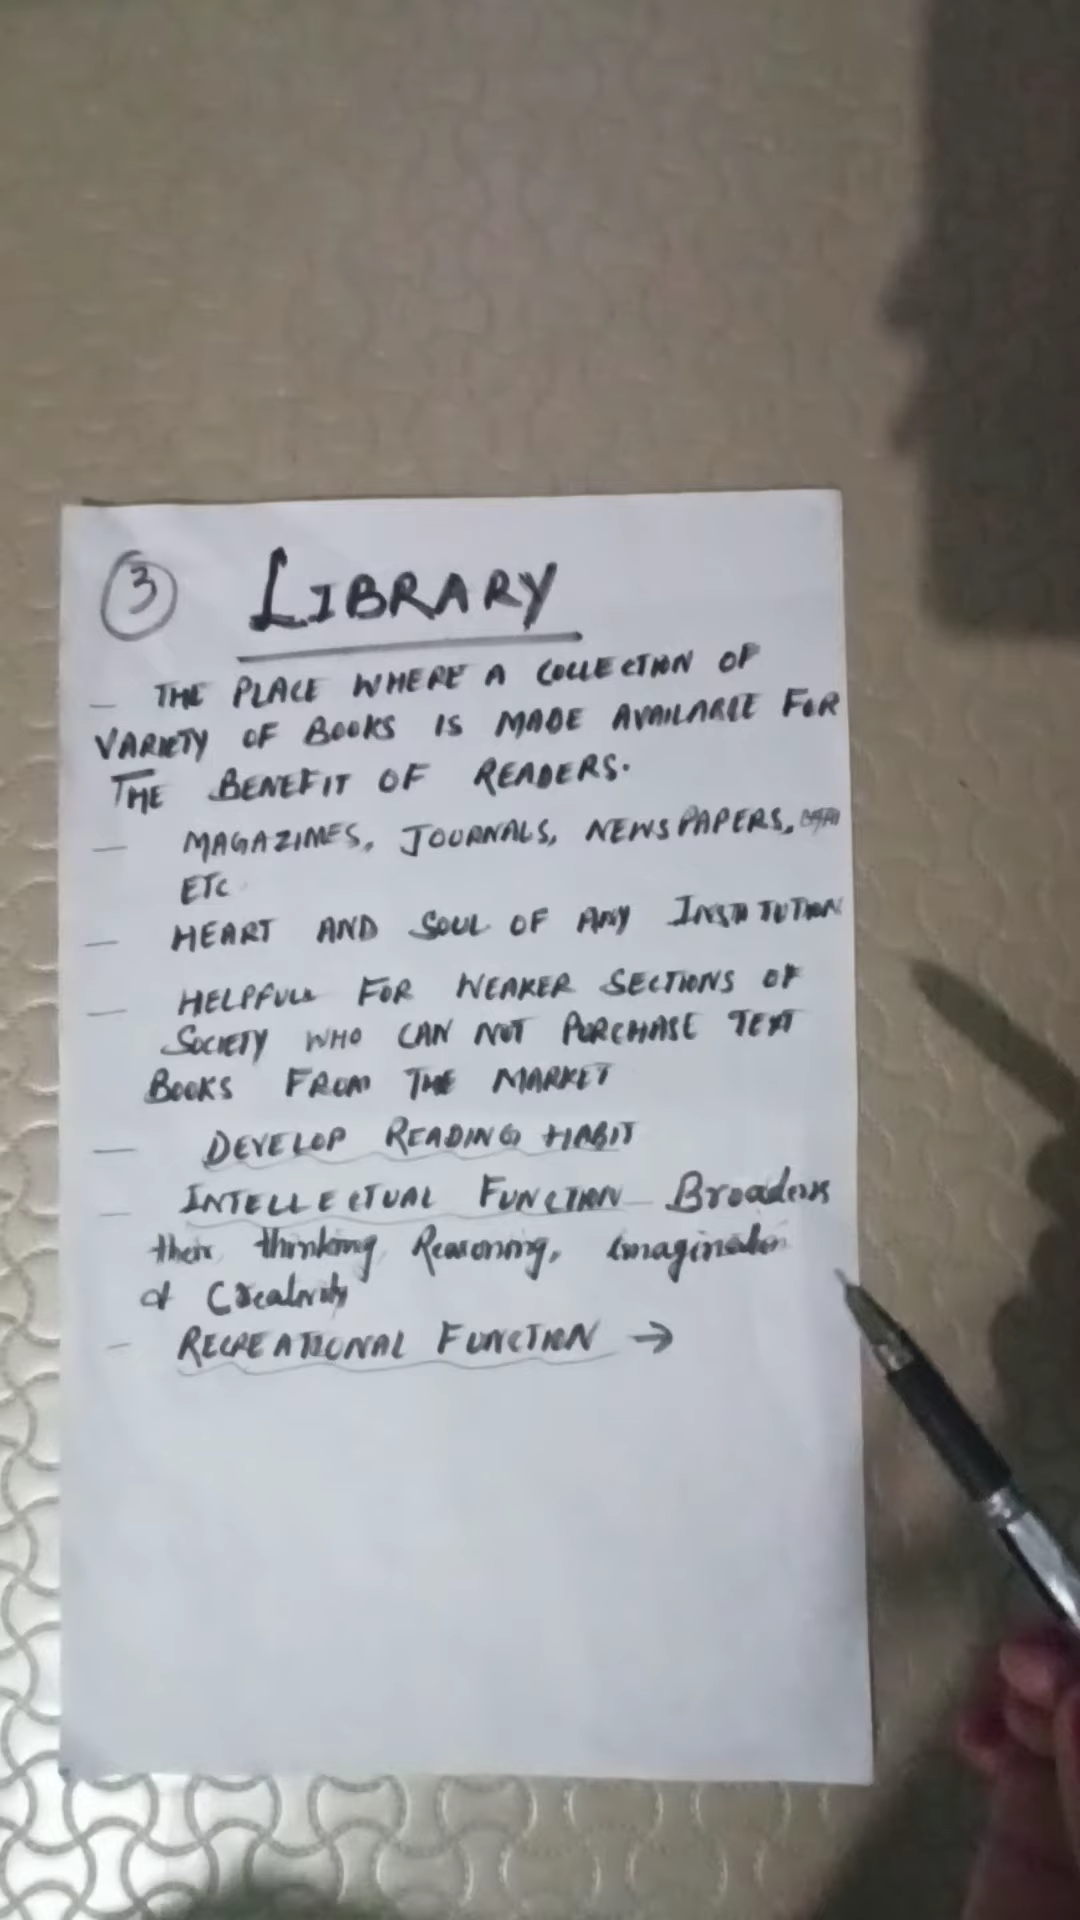 3 LIBRARY
— THE PLACE WHERE A COLLECTION OF
VARIETY OF BOOKS IS MADE AVAILABLE FOR
THE BENEFIT OF READERS.
— MAGAZINES, JOURNALS, NEWSPAPERS,
ETC
— HEART AND SOUL OF ANY INSTITUTION
— HELPFULL FOR WEAKER SECTIONS OF
SOCIETY WHO CAN NOT PURCHASE TEXT
BOOKS FROM THE MARKET
— DEVELOP READING HABIT
— INTELLECTUAL FUNCTION Broadens
their thinking Reasoning, imagination
& Creativity
— RECREATIONAL FUNCTION →